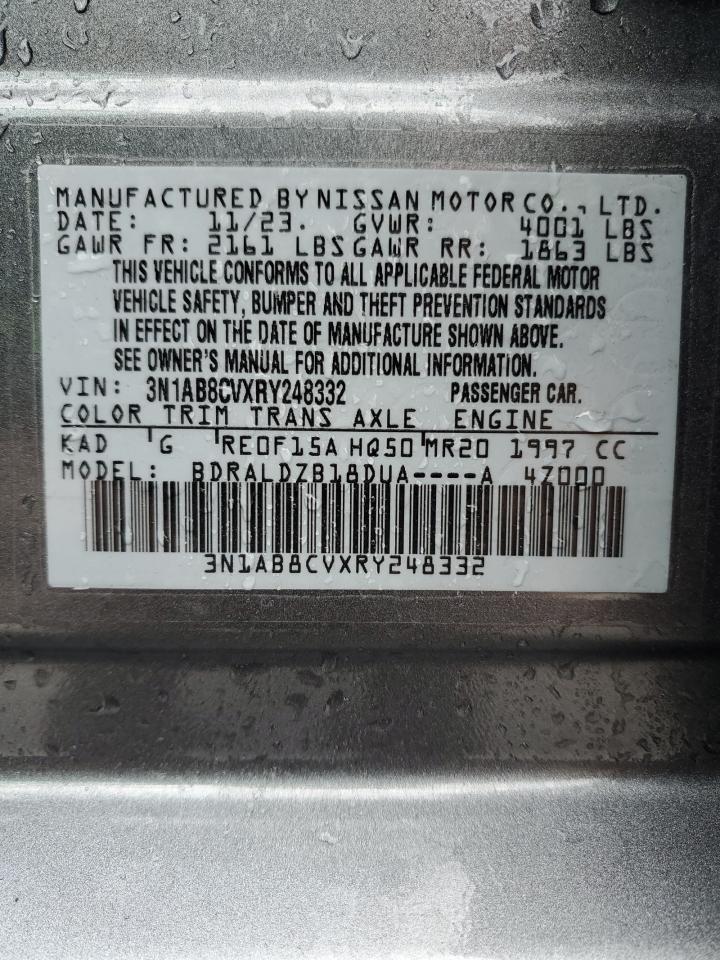 MANUFACTURED BY NISSAN MOTOR CO., LTD.
DATE: 11/23. GVWR: 4001 LBS
GAWR FR: 2161 LBS GAWR RR: 1863 LBS
THIS VEHICLE CONFORMS TO ALL APPLICABLE FEDERAL MOTOR
VEHICLE SAFETY, BUMPER AND THEFT PREVENTION STANDARDS
IN EFFECT ON THE DATE OF MANUFACTURE SHOWN ABOVE.
SEE OWNER'S MANUAL FOR ADDITIONAL INFORMATION.
VIN: 3N1AB8CVXRY248332 PASSENGER CAR.
COLOR TRIM TRANS AXLE ENGINE
KAD G RE0F15A HQ50 MR20 1997 CC
MODEL: BDRALDZB18DUA----A 4Z000
3N1AB8CVXRY248332